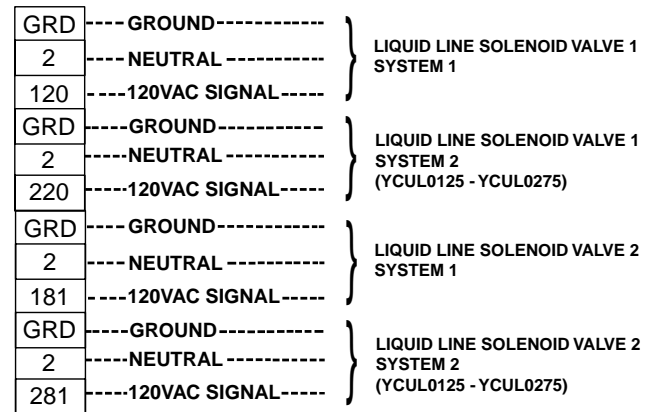 GRD ---- GROUND
2 ---- NEUTRAL
120 ---- 120VAC SIGNAL
LIQUID LINE SOLENOID VALVE 1
SYSTEM 1
GRD ---- GROUND
2 ---- NEUTRAL
220 ---- 120VAC SIGNAL
LIQUID LINE SOLENOID VALVE 1
SYSTEM 2
(YCUL0125 - YCUL0275)
GRD ---- GROUND
2 ---- NEUTRAL
181 ---- 120VAC SIGNAL
LIQUID LINE SOLENOID VALVE 2
SYSTEM 1
GRD ---- GROUND
2 ---- NEUTRAL
281 ---- 120VAC SIGNAL
LIQUID LINE SOLENOID VALVE 2
SYSTEM 2
(YCUL0125 - YCUL0275)